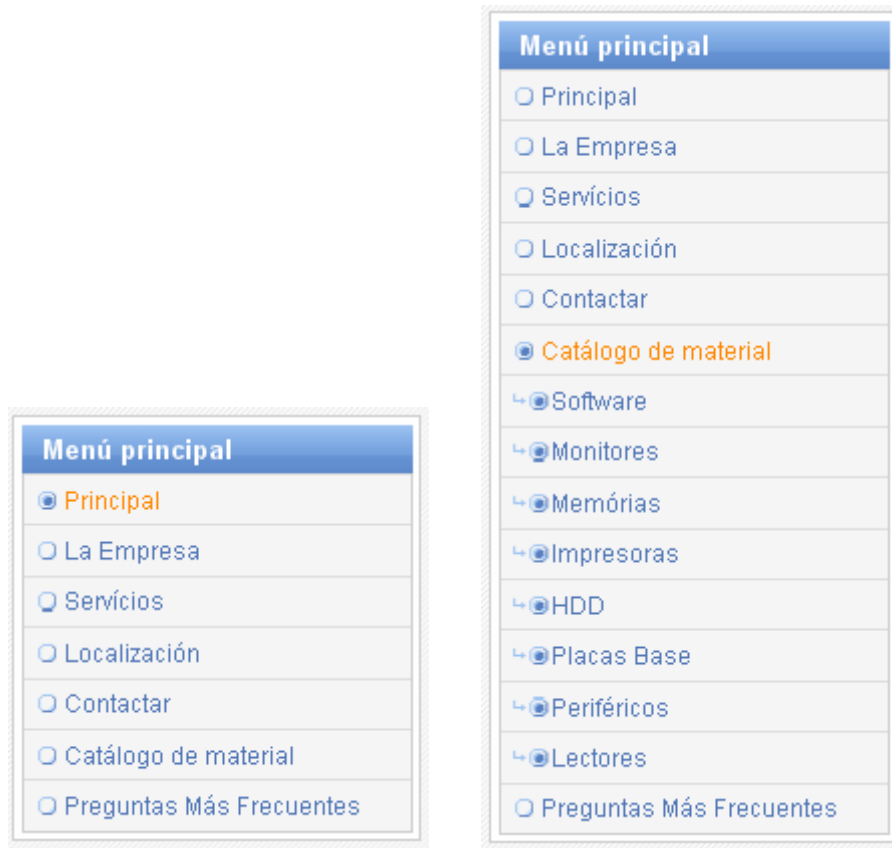 Menú principal
Principal
La Empresa
Servícios
Localización
Contactar
Catálogo de material
Preguntas Más Frecuentes
Menú principal
Principal
La Empresa
Servícios
Localización
Contactar
Catálogo de material
Software
Monitores
Memórias
Impresoras
HDD
Placas Base
Periféricos
Lectores
Preguntas Más Frecuentes